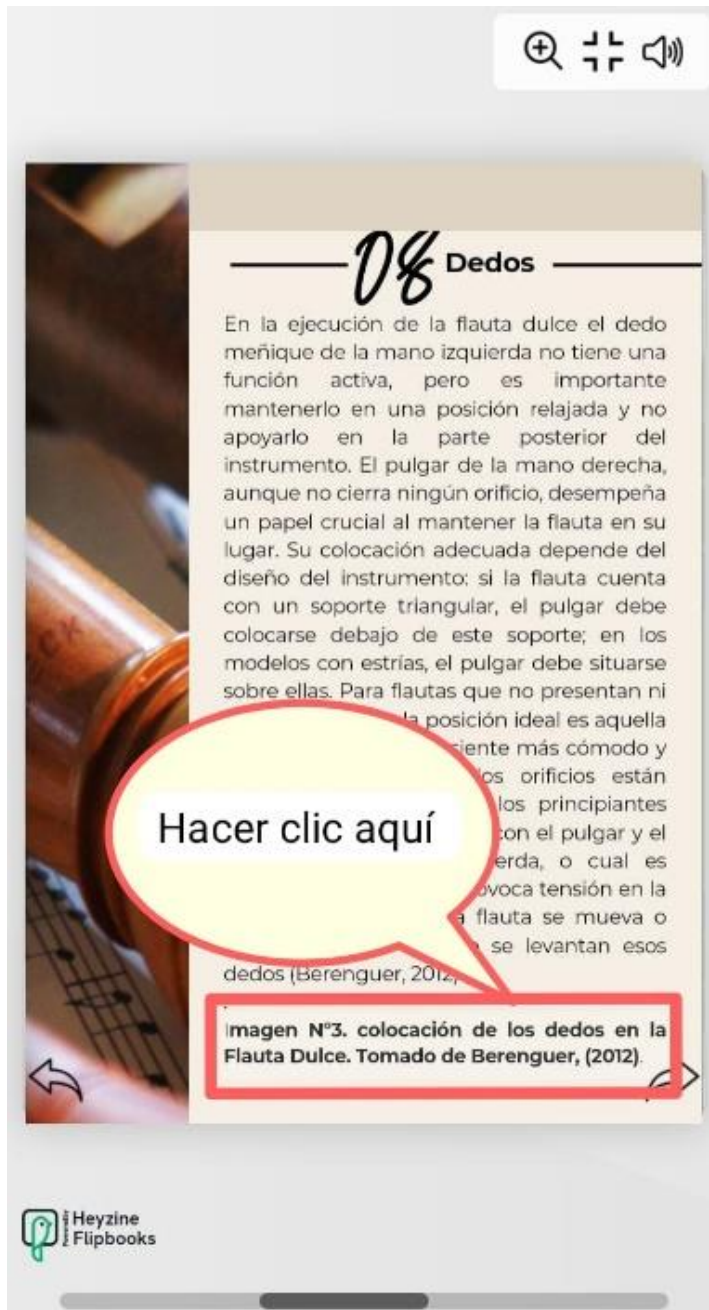 08 Dedos
En la ejecución de la flauta dulce el dedo
meñique de la mano izquierda no tiene una
función activa, pero es importante
mantenerlo en una posición relajada y no
apoyarlo en la parte posterior del
instrumento. El pulgar de la mano derecha,
aunque no cierra ningún orificio, desempeña
un papel crucial al mantener la flauta en su
lugar. Su colocación adecuada depende del
diseño del instrumento: si la flauta cuenta
con un soporte triangular, el pulgar debe
colocarse debajo de este soporte; en los
modelos con estrías, el pulgar debe situarse
sobre ellas. Para flautas que no presentan ni
la posición ideal es aquella
más cómodo y
orificios están
los principiantes
con el pulgar y el
o cual es
tensión en la
flauta se mueva o
se levantan esos
dedos (Berenguer, 2012)
Hacer clic aquí
Imagen N°3. colocación de los dedos en la
Flauta Dulce. Tomado de Berenguer, (2012).
Heyzine
Flipbooks